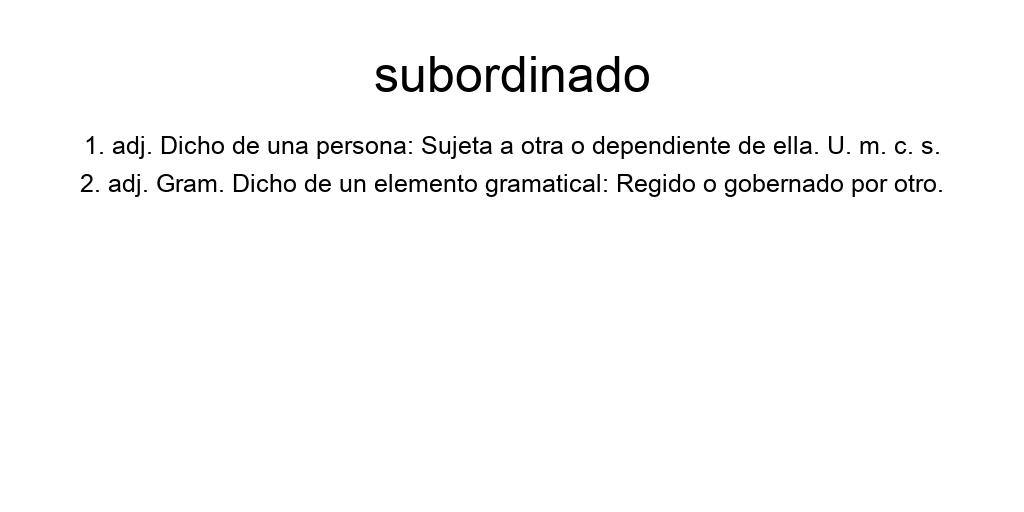 subordinado
1. adj. Dicho de una persona: Sujeta a otra o dependiente de ella. U. m. c. s.
2. adj. Gram. Dicho de un elemento gramatical: Regido o gobernado por otro.